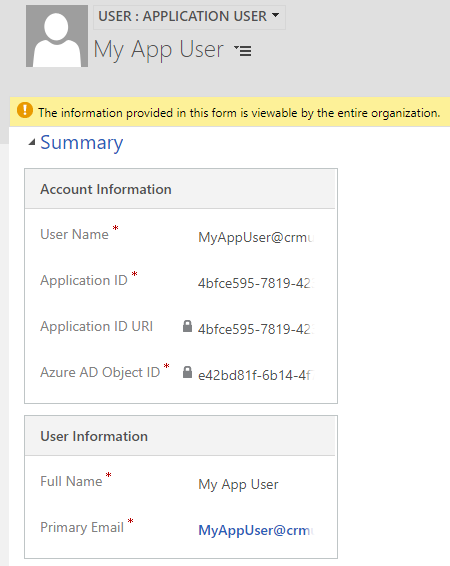 USER : APPLICATION USER
My App User
The information provided in this form is viewable by the entire organization.
Summary
Account Information
User Name * MyAppUser@crmu
Application ID * 4bfce595-7819-42
Application ID URI 4bfce595-7819-42
Azure AD Object ID * e42bd81f-6b14-4f
User Information
Full Name * My App User
Primary Email * MyAppUser@crmu